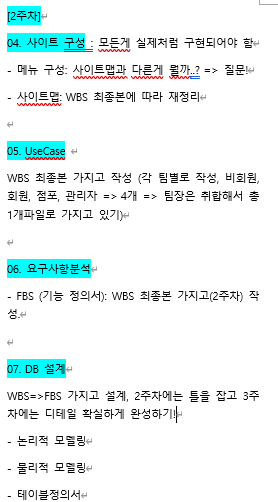 [2주차]
04. 사이트 구성 : 모든게 실제처럼 구현되어야 함
- 메뉴 구성: 사이트맵과 다른게 뭘까..? => 질문!
- 사이트맵: WBS 최종본에 따라 재정리
05. UseCase
WBS 최종본 가지고 작성 (각 팀별로 작성, 비회원,
회원, 점포, 관리자 => 4개 => 팀장은 취합해서 총
1개파일로 가지고 있기)
06. 요구사항분석
- FBS (기능 정의서): WBS 최종본 가지고(2주차) 작
성.
07. DB 설계
WBS=>FBS 가지고 설계, 2주차에는 틀을 잡고 3주
차에는 디테일 확실하게 완성하기!
- 논리적 모델링
- 물리적 모델링
- 테이블정의서